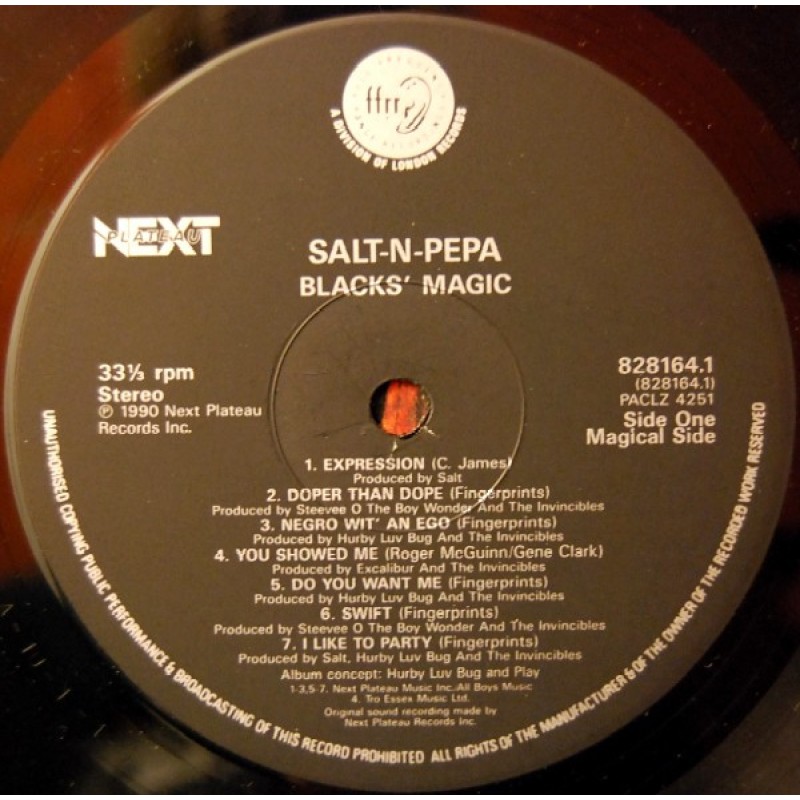 ffrr
A DIVISION OF LONDON RECORDS
NEXT
PLATEAU
SALT-N-PEPA
BLACKS' MAGIC
33⅓ rpm
Stereo
℗ 1990 Next Plateau
Records Inc.
828164.1
(828164.1)
PACLZ 4251
Side One
Magical Side
1. EXPRESSION (C. James)
Produced by Salt
2. DOPER THAN DOPE (Fingerprints)
Produced by Steevee O The Boy Wonder And The Invincibles
3. NEGRO WIT' AN EGO (Fingerprints)
Produced by Hurby Luv Bug And The Invincibles
4. YOU SHOWED ME (Roger McGuinn/Gene Clark)
Produced by Excalibur And The Invincibles
5. DO YOU WANT ME (Fingerprints)
Produced by Hurby Luv Bug And The Invincibles
6. SWIFT (Fingerprints)
Produced by Steevee O The Boy Wonder And The Invincibles
7. I LIKE TO PARTY (Fingerprints)
Produced by Salt, Hurby Luv Bug And The Invincibles
Album concept: Hurby Luv Bug and Play
1-3,5-7. Next Plateau Music Inc./All Boys Music
4. Tro Essex Music Ltd.
Original sound recording made by
Next Plateau Records Inc.
UNAUTHORISED COPYING PUBLIC PERFORMANCE & BROADCASTING OF THIS RECORD PROHIBITED ALL RIGHTS OF THE MANUFACTURER & OF THE OWNER OF THE RECORDED WORK RESERVED